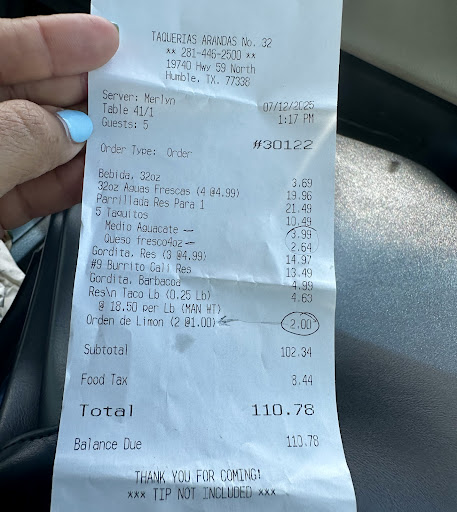 TAQUERIAS ARANDAS No. 32
** 281-446-2500 **
19740 Hwy 59 North
Humble, TX. 77338
Server: Merlyn 07/12/2025
Table 41/1 1:17 PM
Guests: 5
#30122
Order Type: Order
Bebida, 32oz 3.69
32oz Aguas Frescas (4 @4.99) 19.96
Parrillada Res Para 1 21.49
5 Taquitos 10.49
Medio Aguacate 3.99
Queso fresco4oz 2.64
Gordita, Res (3 @4.99) 14.97
#9 Burrito Cali Res 13.49
Gordita, Barbacoa 4.99
Res\n Taco Lb (0.25 Lb) 4.63
@ 18.50 per Lb (MAN WT)
Orden de Limon (2 @1.00) 2.00
Subtotal 102.34
Food Tax 8.44
Total 110.78
Balance Due 110.78
THANK YOU FOR COMING!
*** TIP NOT INCLUDED ***